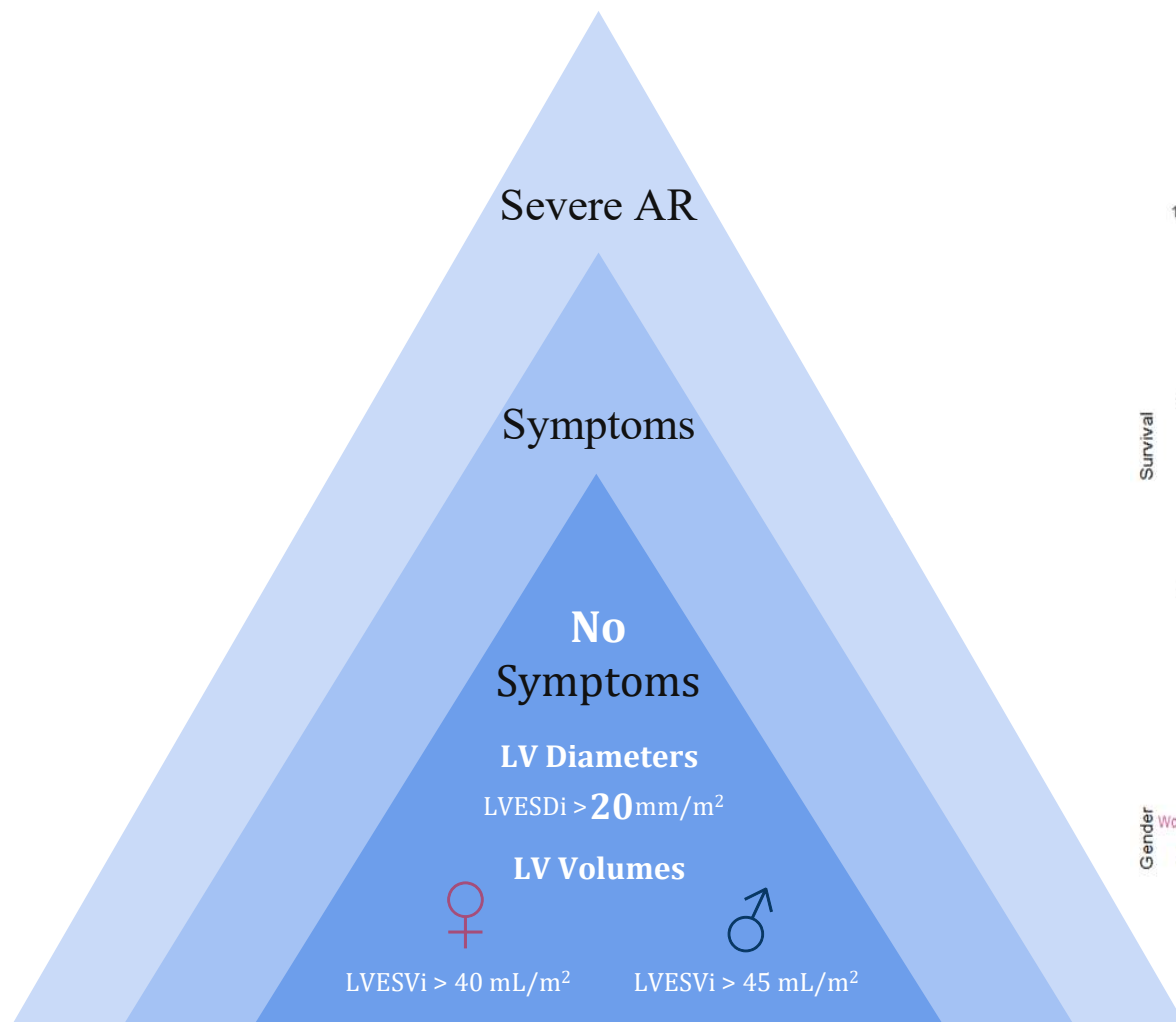 Severe AR
Symptoms
No
Symptoms
LV Diameters
LVESDi > 20 mm/m²
LV Volumes
LVESVi > 40 mL/m²
LVESVi > 45 mL/m²
Survival
Gender